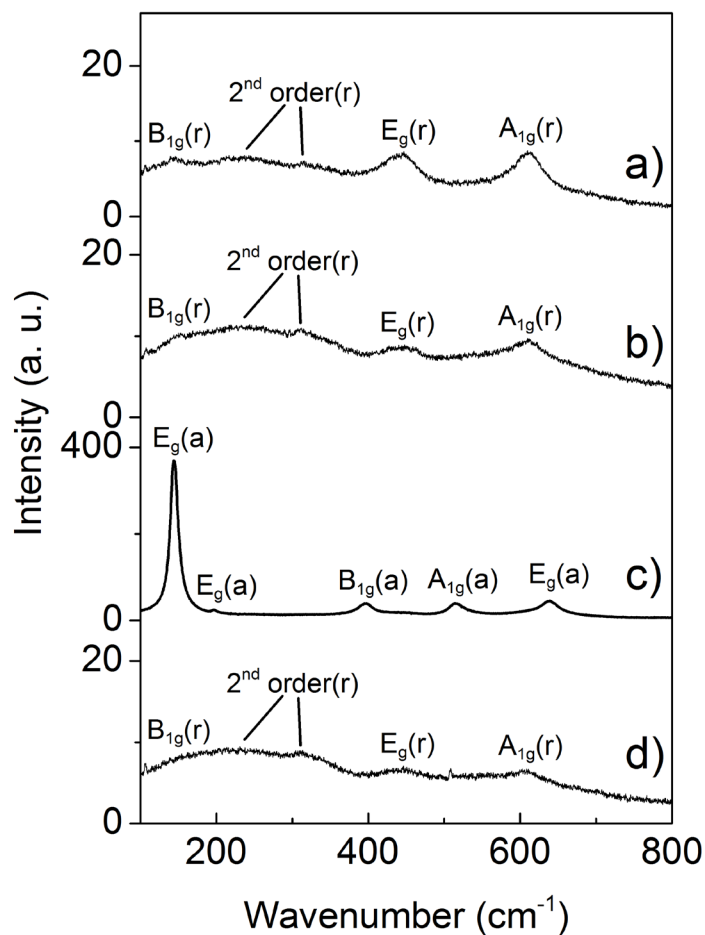 20
2nd order(r)
B1g(r)
Eg(r)
A1g(r)
a)
0
20
2nd order(r)
B1g(r)
Eg(r)
A1g(r)
b)
0
Eg(a)
400
Eg(a)
B1g(a)
A1g(a)
Eg(a)
c)
0
20
2nd order(r)
B1g(r)
Eg(r)
A1g(r)
d)
0
200
400
600
800
Wavenumber (cm-1)
Intensity (a. u.)